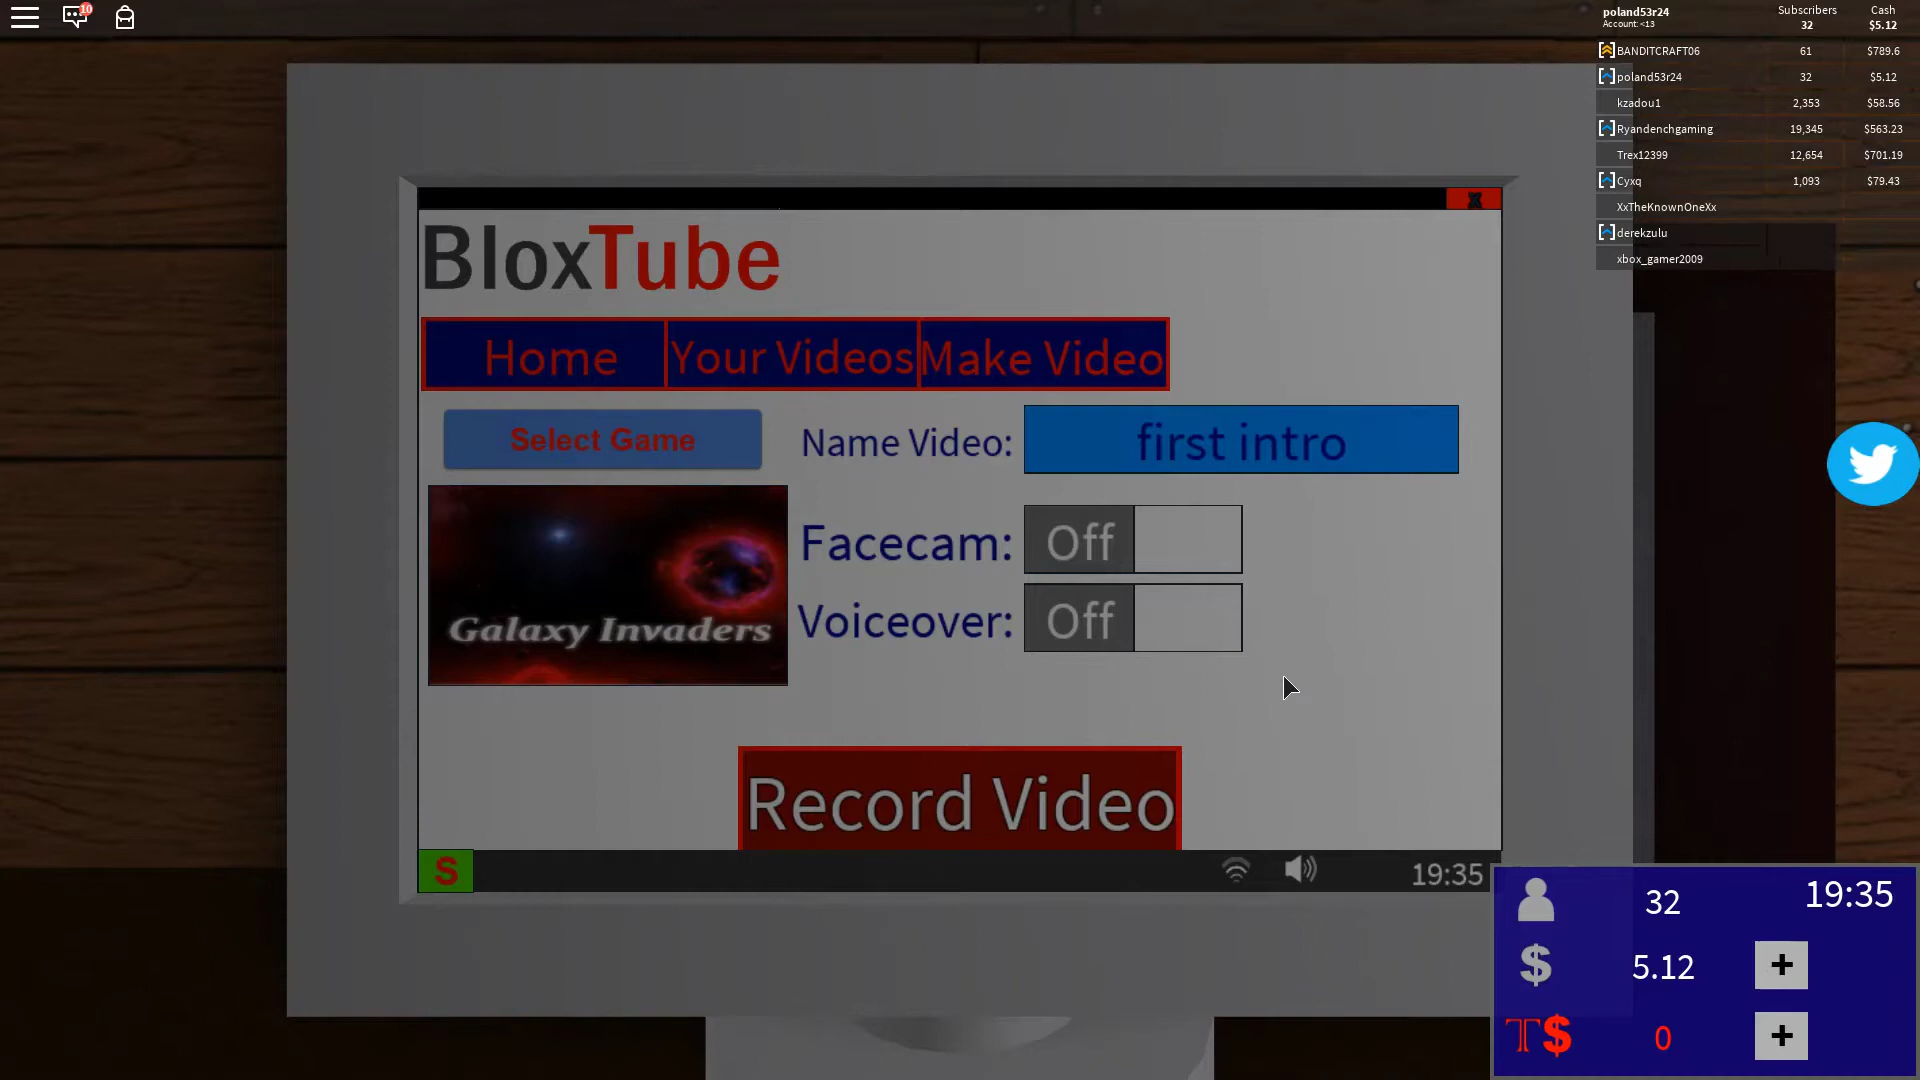 10
poland53r24 Subscribers Cash
Account: <13 32 $5.12
BANDITCRAFT06 61 $789.6
poland53r24 32 $5.12
kzadou1 2,353 $58.56
Ryandenchgaming 19,345 $563.23
Trex12399 12,654 $701.19
Cyxq 1,093 $79.43
XxTheKnownOneXx
derekzulu
xbox_gamer2009
X
BloxTube
Home Your Videos Make Video
Select Game Name Video: first intro
Galaxy Invaders
Facecam: Off
Voiceover: Off
Record Video
S 19:35
32 19:35
$ 5.12 +
T$ 0 +